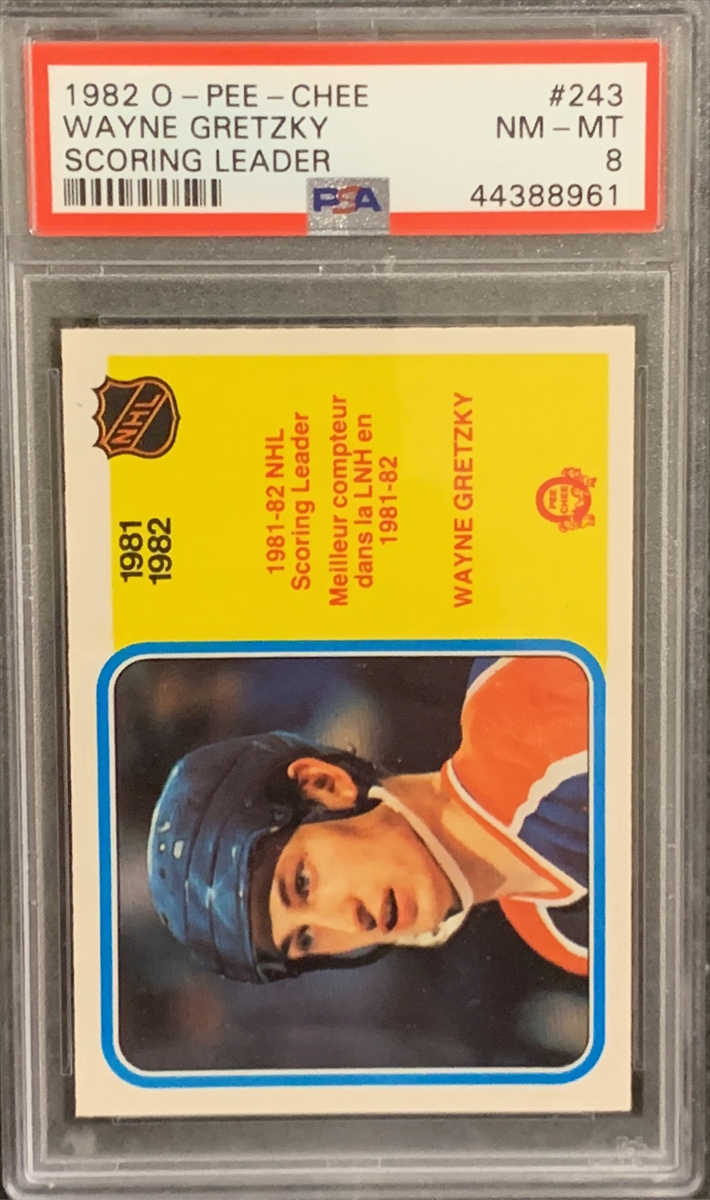 1982 O-PEE-CHEE #243
WAYNE GRETZKY NM-MT
SCORING LEADER 8
PSA 44388961
NHL
1981
1982
1981-82 NHL
Scoring Leader
Meilleur compteur
dans la LNH en
1981-82
WAYNE GRETZKY
O
PEE
CHEE